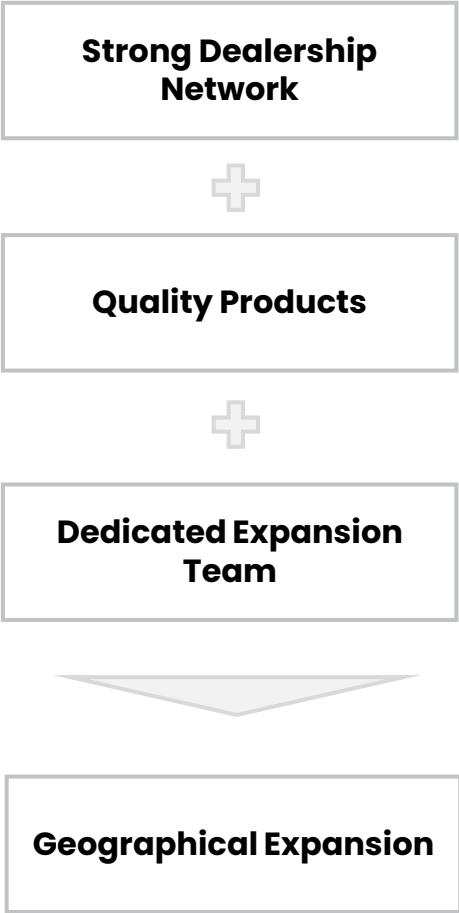 Strong Dealership
Network
Quality Products
Dedicated Expansion
Team
Geographical Expansion